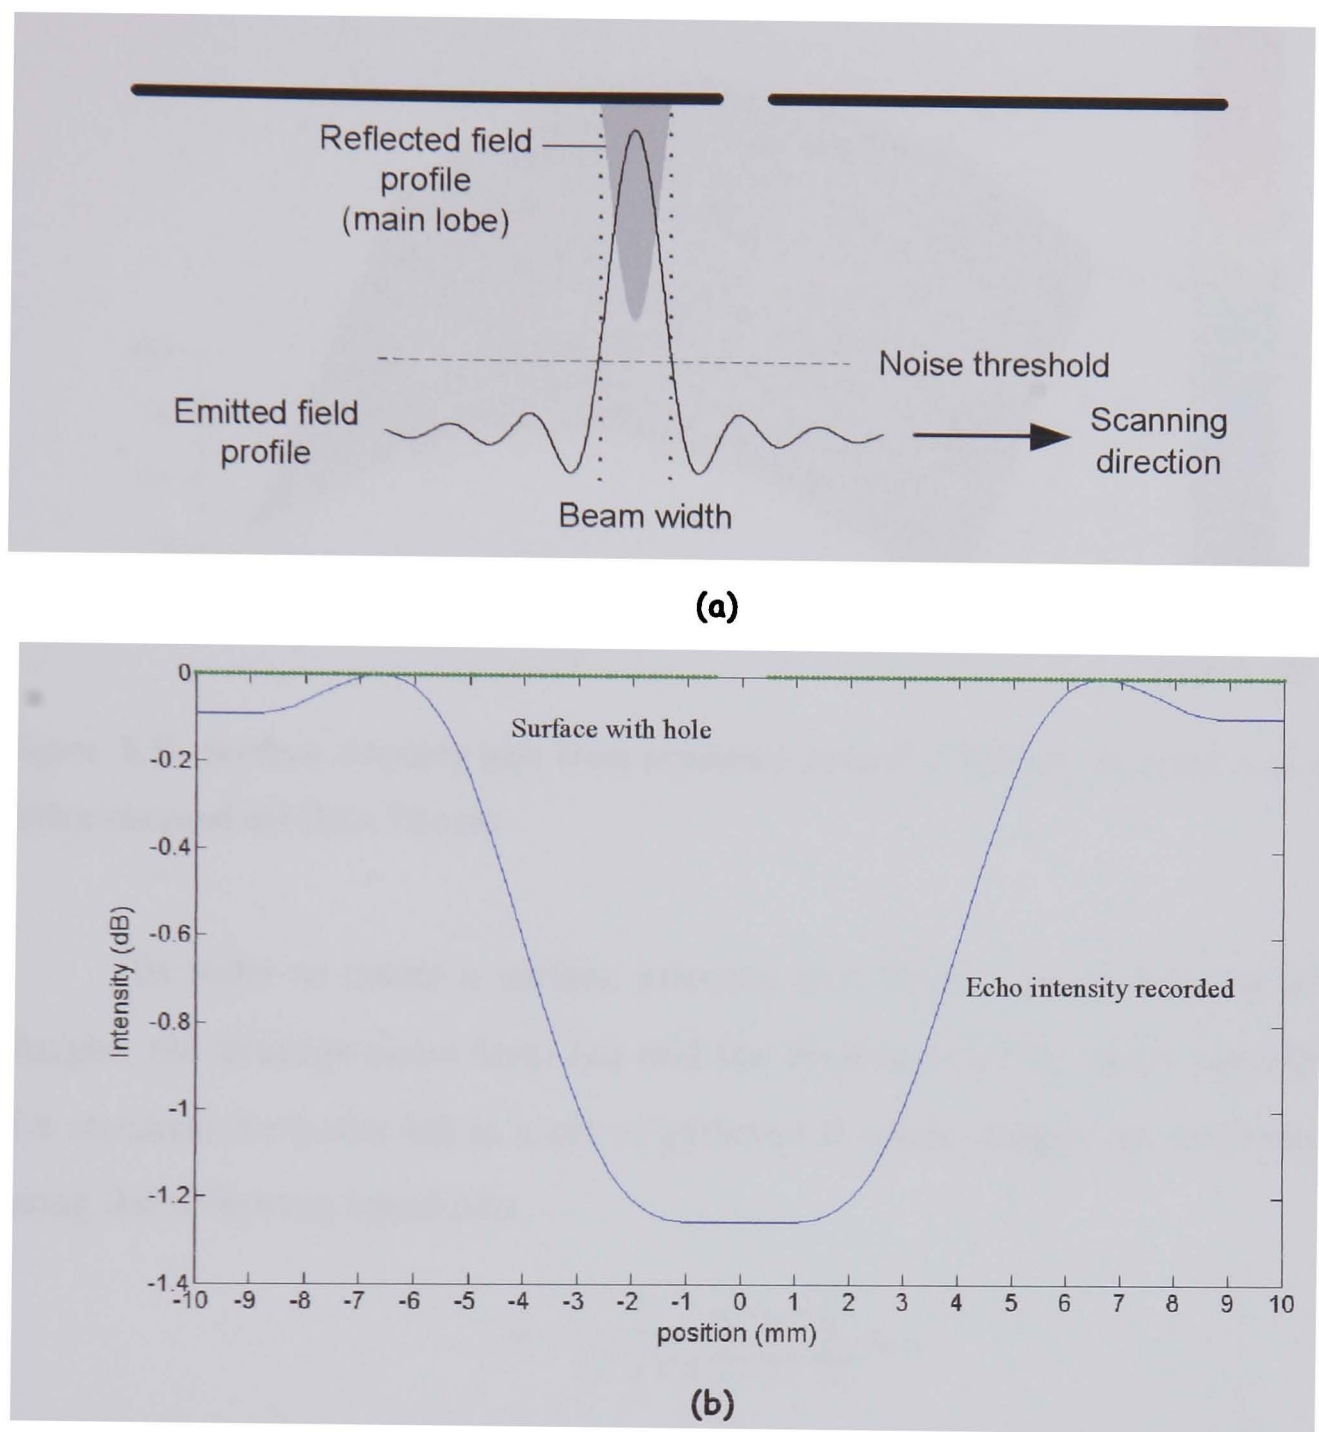 Reflected field
profile
(main lobe)
Noise threshold
Emitted field
profile
Scanning
direction
Beam width
(a)
0
-0.2
-0.4
-0.6
-0.8
-1
-1.2
-1.4
Intensity (dB)
Surface with hole
Echo intensity recorded
-10 -9 -8 -7 -6 -5 -4 -3 -2 -1 0 1 2 3 4 5 6 7 8 9 10
position (mm)
(b)